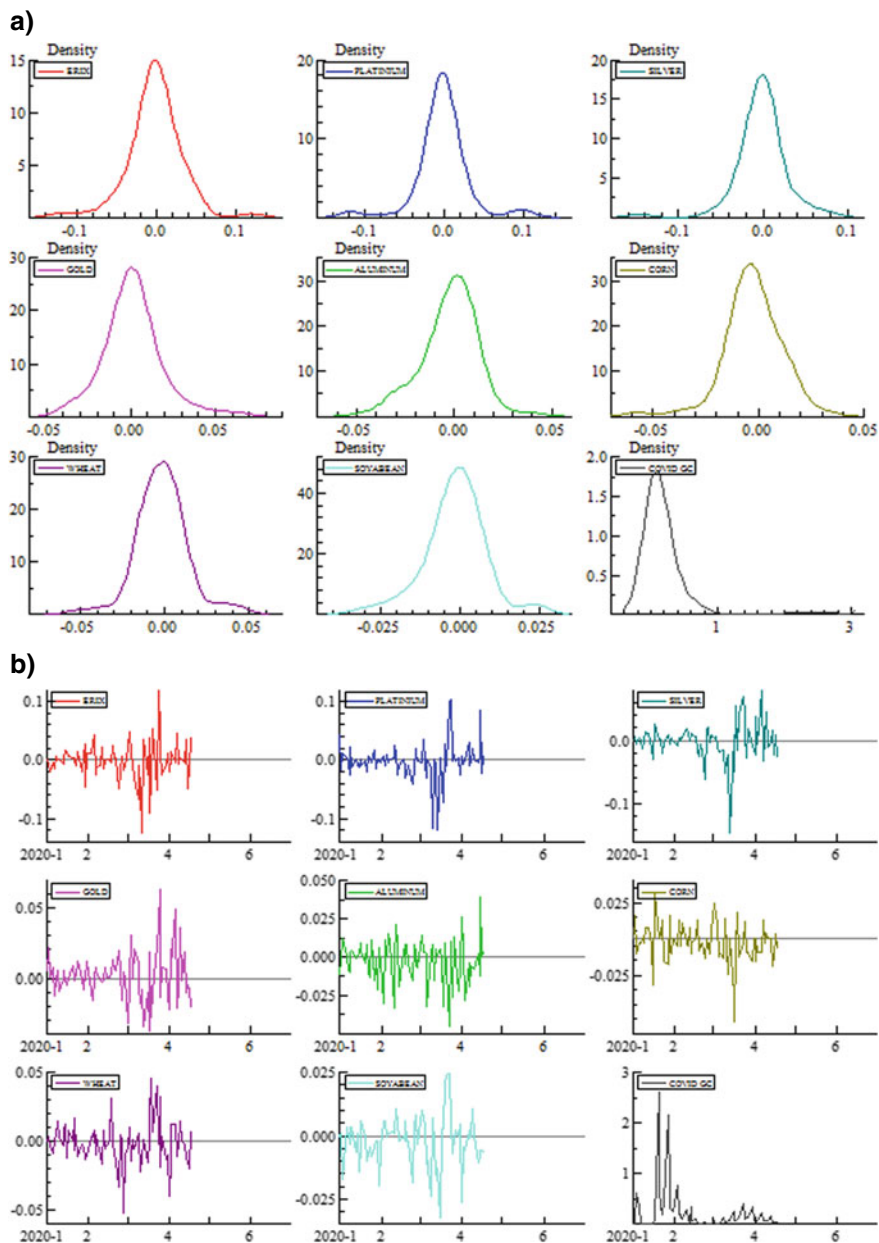 a)
Density Density Density
15 ERIX 20 PLATINIUM 20 SILVER
15 15
10
10 10
5 5 5
-0.1 0.0 0.1 -0.1 0.0 0.1 -0.1 0.0 0.1
Density Density Density
30 GOLD ALUMINUM CORN
30 30
20 20 20
10 10 10
-0.05 0.00 0.05 -0.05 0.00 0.05 -0.05 0.00 0.05
Density Density Density
30 WHEAT SOYABEAN 2.0 COVID GC
40 1.5
20
1.0
20
10 0.5
-0.05 0.00 0.05 -0.025 0.000 0.025 1 3
b)
0.1 ERIX 0.1 PLATINIUM SILVER
0.0 0.0 0.0
-0.1 -0.1 -0.1
2020-1 2 4 6 2020-1 2 4 6 2020-1 2 4 6
GOLD 0.050 ALUMINUM CORN
0.05 0.025 0.025
0.00 0.000
-0.025 -0.025
2020-1 2 4 6 2020-1 2 4 6 2020-1 2 4 6
0.05 WHEAT 0.025 SOYABEAN 3 COVID GC
2
0.00 0.000
1
-0.05 -0.025
2020-1 2 4 6 2020-1 2 4 6 2020-1 2 4 6